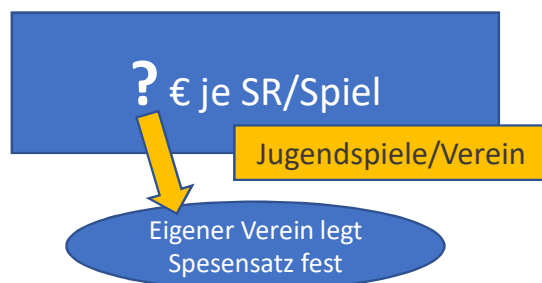 ? € je SR/Spiel
Jugendspiele/Verein
Eigener Verein legt
Spesensatz fest